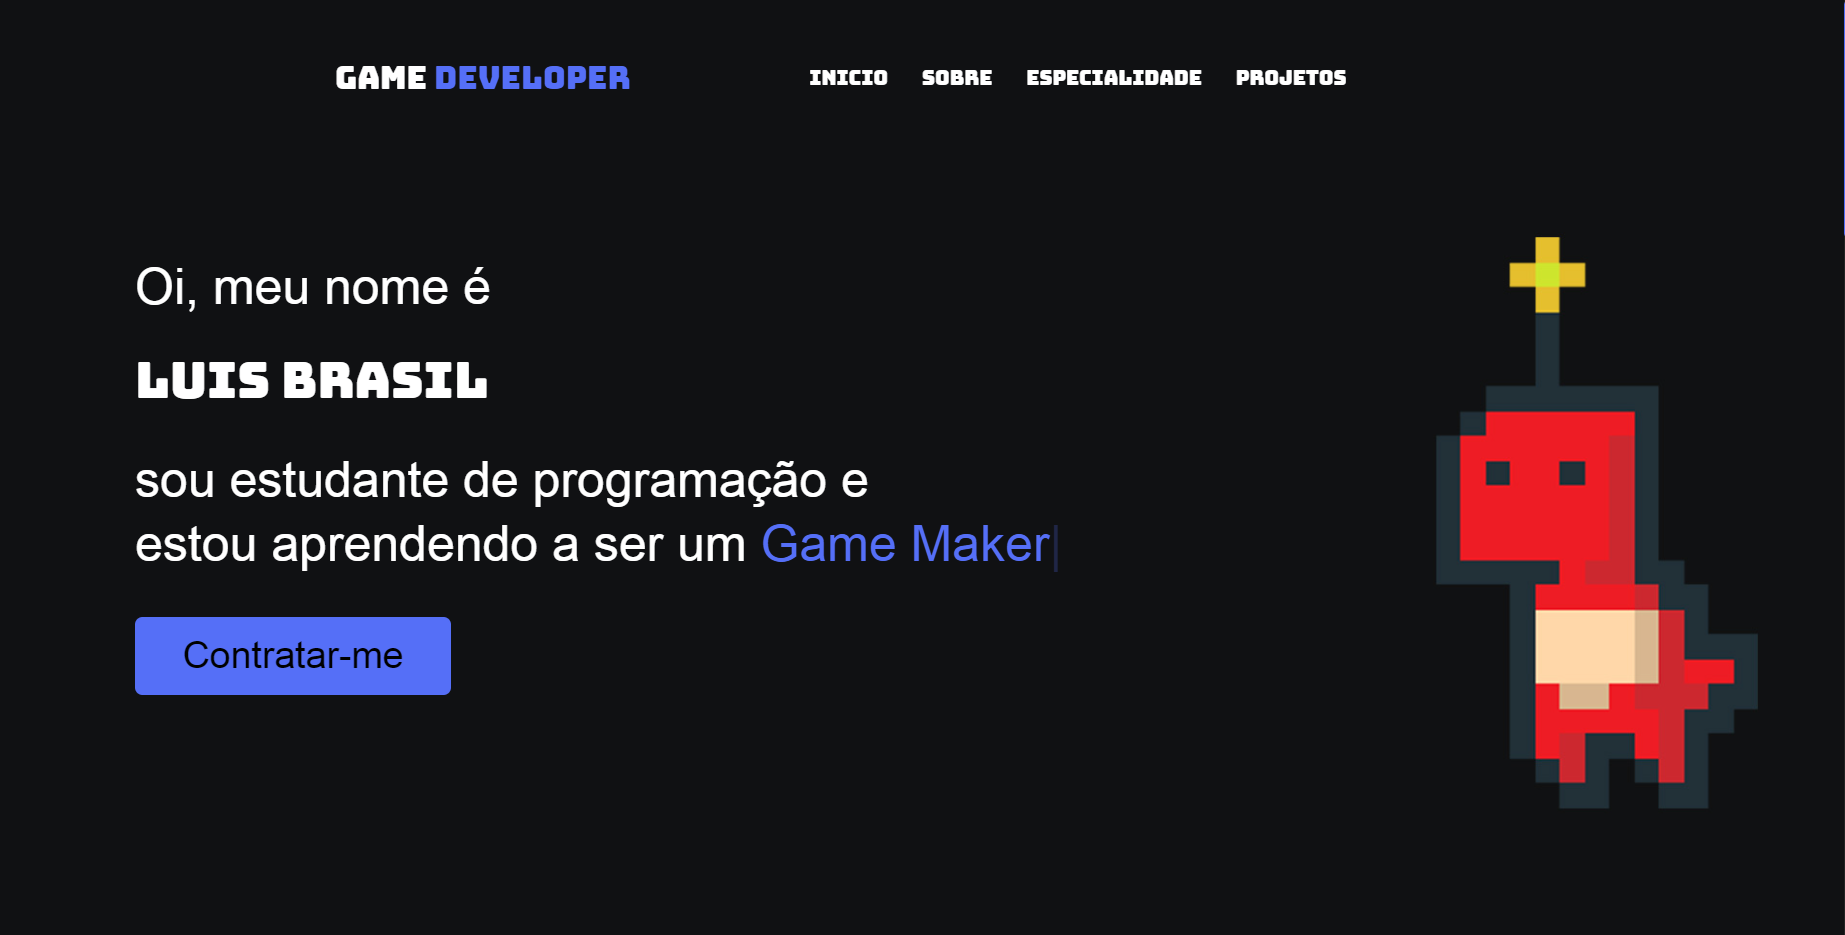 GAME DEVELOPER
INICIO SOBRE ESPECIALIDADE PROJETOS
Oi, meu nome é
LUIS BRASIL
sou estudante de programação e
estou aprendendo a ser um Game Maker
Contratar-me